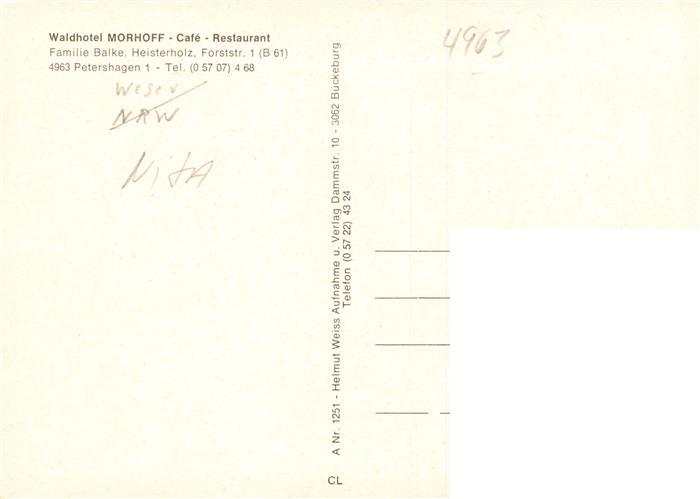 Waldhotel MORHOFF - Café - Restaurant
Familie Balke, Heisterholz, Forststr. 1 (B 61)
4963 Petershagen 1 - Tel. (0 57 07) 4 68
Weser
NRW
4963
A Nr. 1251 - Helmut Weiss Aufnahme u. Verlag Dammstr. 10 - 3062 Bückeburg
Telefon (0 57 22) 43 24
CL